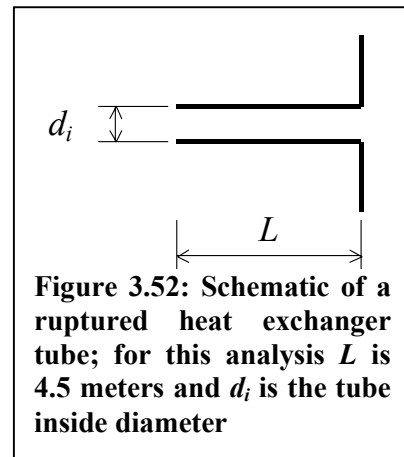 d_i
L
Figure 3.52: Schematic of a
ruptured heat exchanger
tube; for this analysis L is
4.5 meters and d_i is the tube
inside diameter